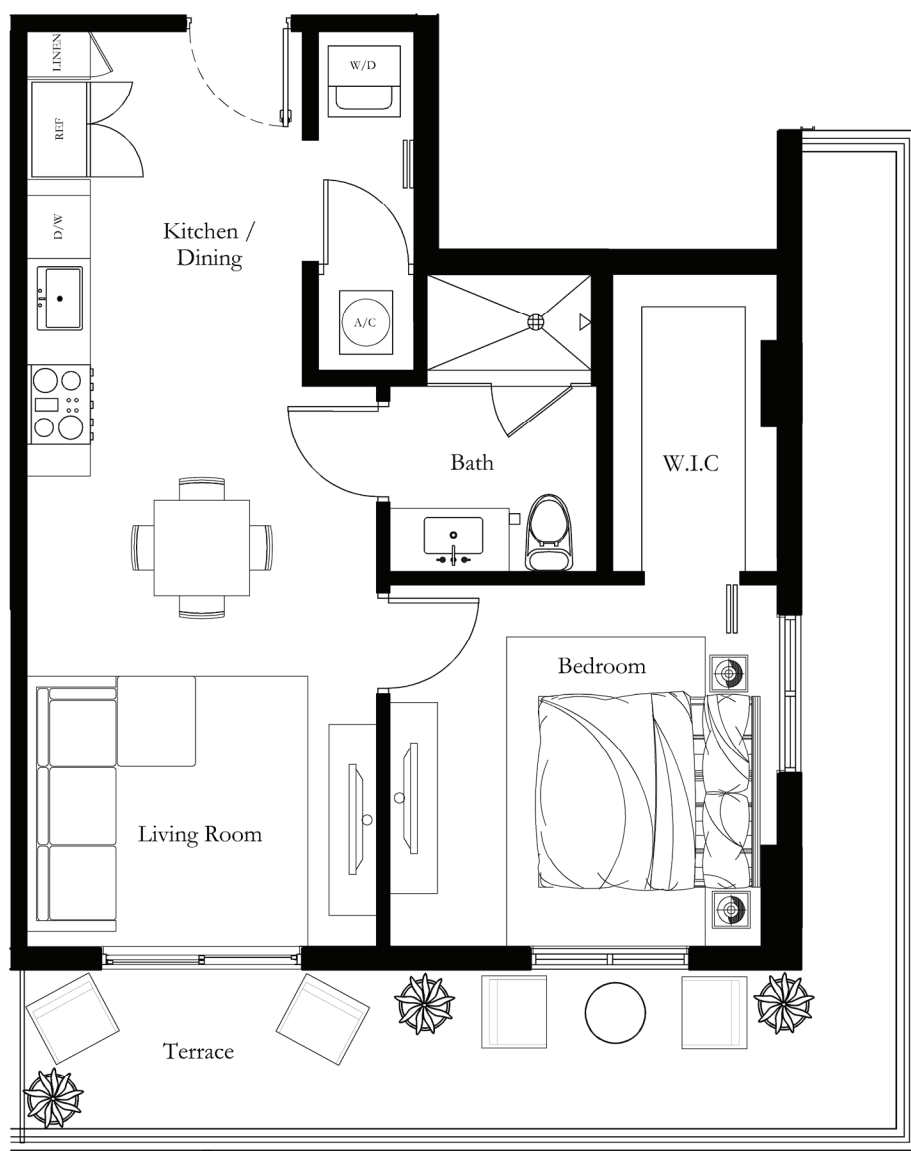 LINEN
W/D
REF
D/W
Kitchen /
Dining
A/C
Bath
W.I.C
Bedroom
Living Room
Terrace